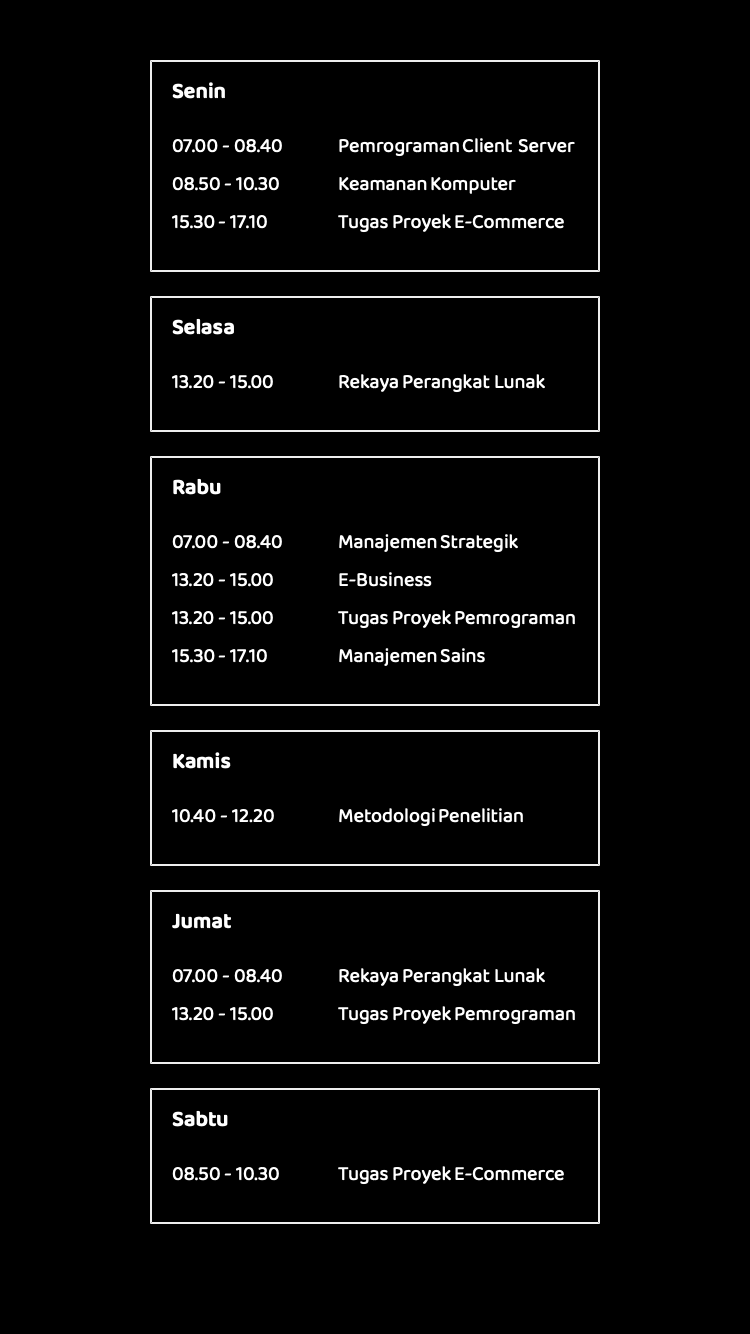 Senin
07.00 - 08.40 Pemrograman Client Server
08.50 - 10.30 Keamanan Komputer
15.30 - 17.10 Tugas Proyek E-Commerce
Selasa
13.20 - 15.00 Rekaya Perangkat Lunak
Rabu
07.00 - 08.40 Manajemen Strategik
13.20 - 15.00 E-Business
13.20 - 15.00 Tugas Proyek Pemrograman
15.30 - 17.10 Manajemen Sains
Kamis
10.40 - 12.20 Metodologi Penelitian
Jumat
07.00 - 08.40 Rekaya Perangkat Lunak
13.20 - 15.00 Tugas Proyek Pemrograman
Sabtu
08.50 - 10.30 Tugas Proyek E-Commerce